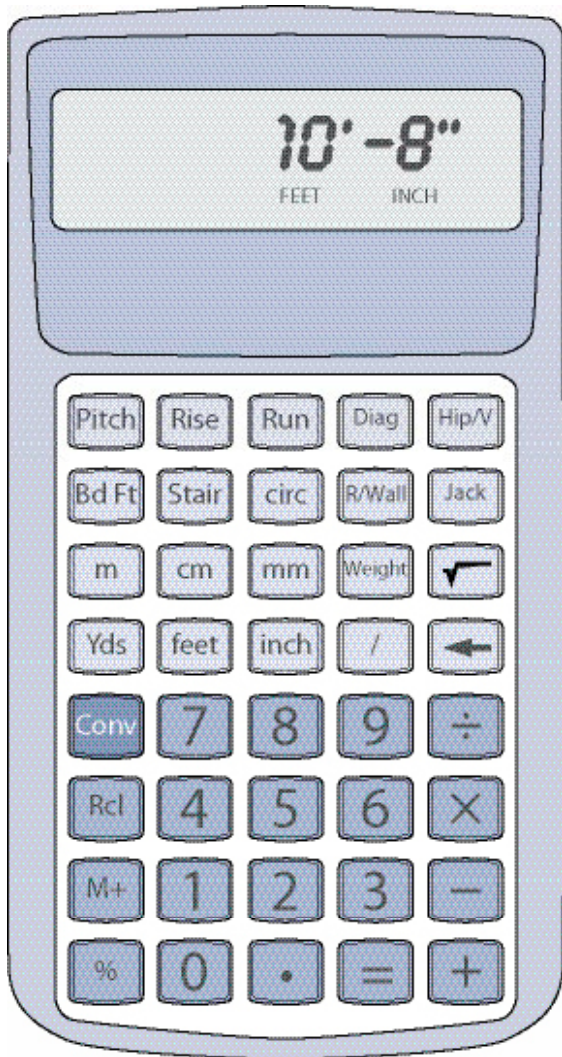 10'-8"
FEET INCH
Pitch Rise Run Diag Hip/V
Bd Ft Stair circ R/Wall Jack
m cm mm Weight √
Yds feet inch / ←
Conv 7 8 9 ÷
Rcl 4 5 6 ×
M+ 1 2 3 −
% 0 . = +